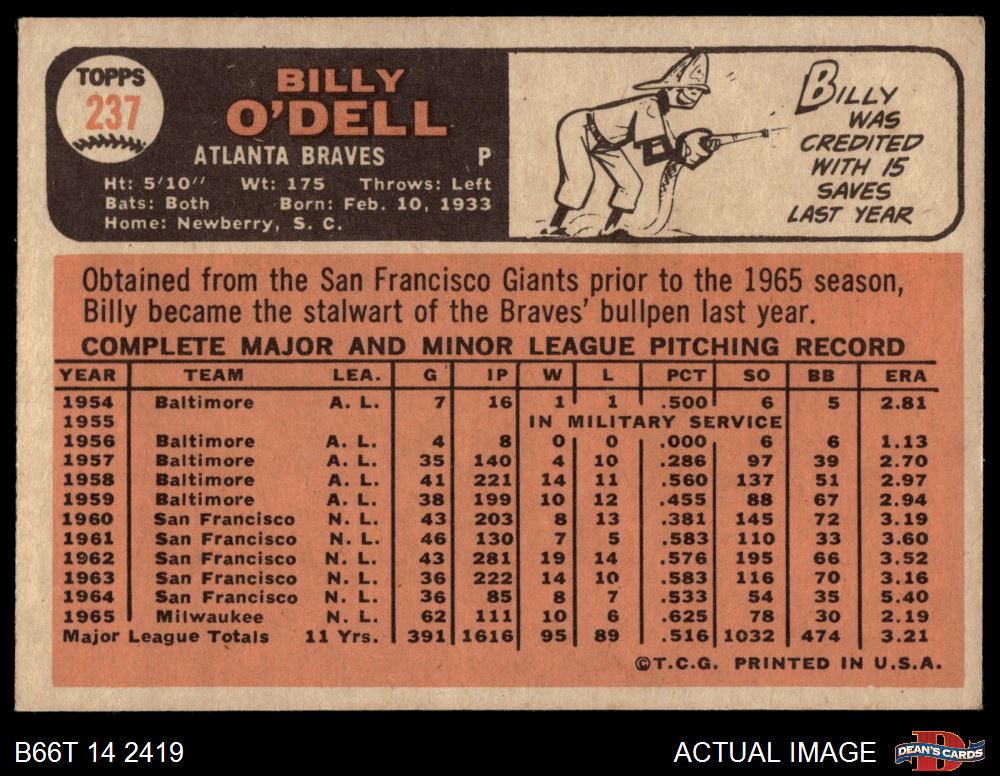 TOPPS
237
BILLY
O'DELL
ATLANTA BRAVES P
Ht: 5'10" Wt: 175 Throws: Left
Bats: Both Born: Feb. 10, 1933
Home: Newberry, S. C.
BILLY
WAS
CREDITED
WITH 15
SAVES
LAST YEAR
Obtained from the San Francisco Giants prior to the 1965 season,
Billy became the stalwart of the Braves' bullpen last year.
COMPLETE MAJOR AND MINOR LEAGUE PITCHING RECORD
YEAR TEAM LEA. G IP W L PCT SO BB ERA
1954 Baltimore A. L. 7 16 1 1 .500 6 5 2.81
1955 IN MILITARY SERVICE
1956 Baltimore A. L. 4 8 0 0 .000 6 6 1.13
1957 Baltimore A. L. 35 140 4 10 .286 97 39 2.70
1958 Baltimore A. L. 41 221 14 11 .560 137 51 2.97
1959 Baltimore A. L. 38 199 10 12 .455 88 67 2.94
1960 San Francisco N. L. 43 203 8 13 .381 145 72 3.19
1961 San Francisco N. L. 46 130 7 5 .583 110 33 3.60
1962 San Francisco N. L. 43 281 19 14 .576 195 66 3.52
1963 San Francisco N. L. 36 222 14 10 .583 116 70 3.16
1964 San Francisco N. L. 36 85 8 7 .533 54 35 5.40
1965 Milwaukee N. L. 62 111 10 6 .625 78 30 2.19
Major League Totals 11 Yrs. 391 1616 95 89 .516 1032 474 3.21
©T.C.G. PRINTED IN U.S.A.
B66T 14 2419 ACTUAL IMAGE DEAN'S CARDS